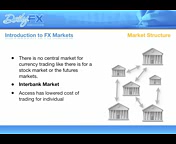 DailyFX
Introduction to FX Markets
Market Structure
There is no central market for
currency trading like there is for a
stock market or the futures
markets.
Interbank Market
Access has lowered cost of
trading for individual